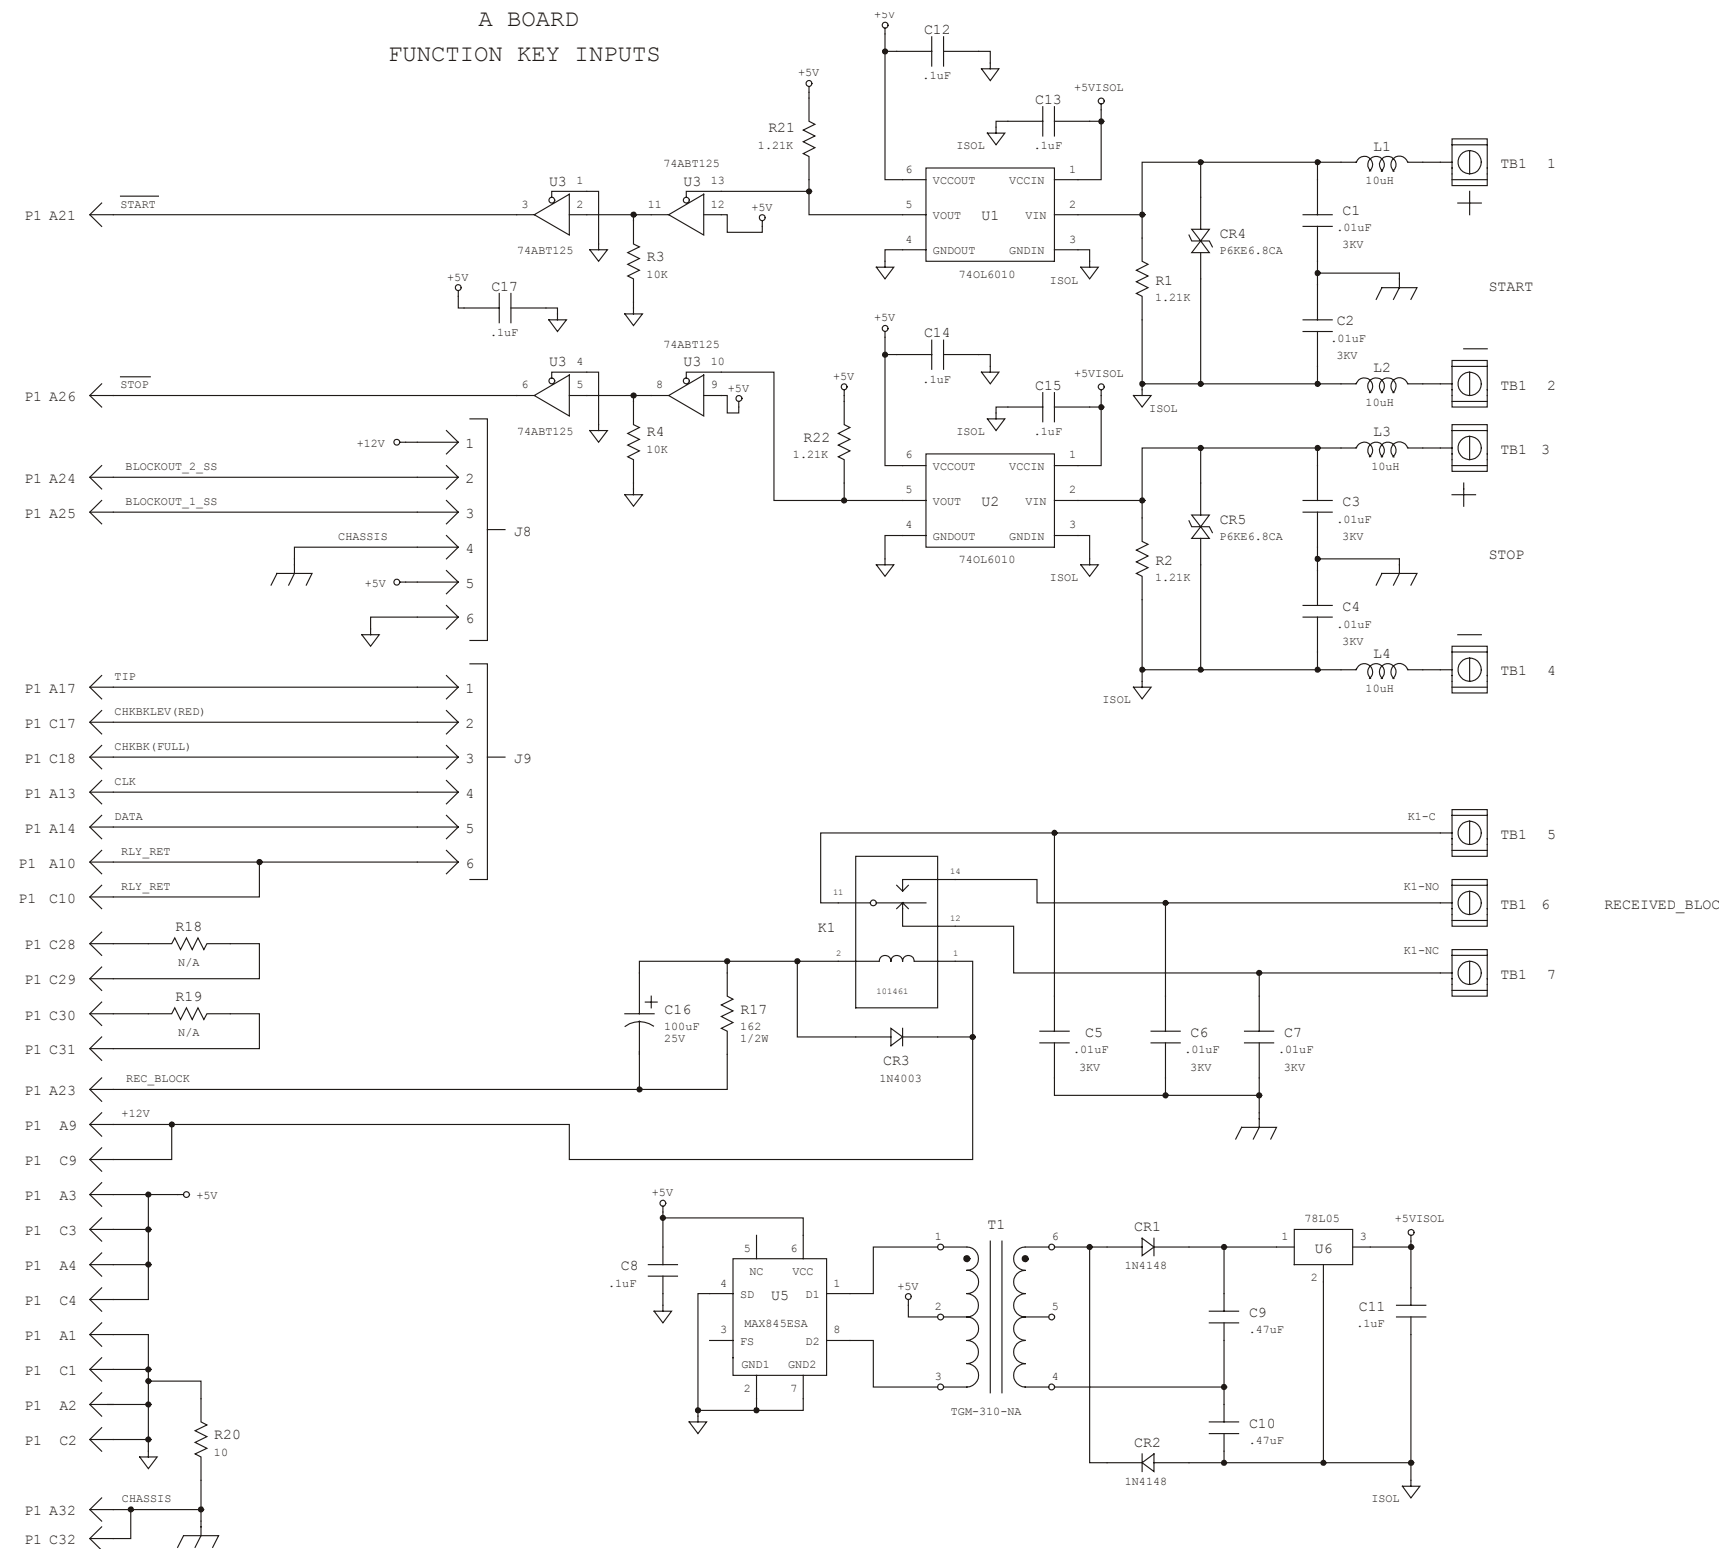 A BOARD
FUNCTION KEY INPUTS
+5V
C12
.1uF
+5V
R21
1.21K
C13
.1uF
ISOL
+5VISOL
6 VCCOUT VCCIN 1
5 VOUT U1 VIN 2
4 GNDOUT GNDIN 3
74OL6010
ISOL
L1
10uH
TB1 1
C1
.01uF
3KV
CR4
P6KE6.8CA
R1
1.21K
C2
.01uF
3KV
START
L2
10uH
TB1 2
ISOL
P1 A21
START
3 U3 1
2
74ABT125
74ABT125
11 U3 13
12
+5V
R3
10K
+5V
C17
.1uF
P1 A26
STOP
6 U3 4
5
74ABT125
74ABT125
8 U3 10
9
+5V
R4
10K
+5V
R22
1.21K
+5V
C14
.1uF
C15
.1uF
ISOL
+5VISOL
6 VCCOUT VCCIN 1
5 VOUT U2 VIN 2
4 GNDOUT GNDIN 3
74OL6010
ISOL
L3
10uH
TB1 3
C3
.01uF
3KV
CR5
P6KE6.8CA
R2
1.21K
C4
.01uF
3KV
STOP
L4
10uH
TB1 4
ISOL
+12V 1
P1 A24 BLOCKOUT_2_SS 2
P1 A25 BLOCKOUT_1_SS 3
J8
CHASSIS 4
+5V 5
6
P1 A17 TIP 1
P1 C17 CHKBKLEV(RED) 2
P1 C18 CHKBK(FULL) 3
J9
P1 A13 CLK 4
P1 A14 DATA 5
P1 A10 RLY_RET 6
P1 C10 RLY_RET
P1 C28
R18
N/A
P1 C29
P1 C30
R19
N/A
P1 C31
P1 A23 REC_BLOCK
P1 A9 +12V
P1 C9
K1-C
TB1 5
K1-NO
TB1 6
RECEIVED_BLOC
K1-NC
TB1 7
K1
11
14
12
2
1
101461
C16
100uF
25V
R17
162
1/2W
CR3
1N4003
C5
.01uF
3KV
C6
.01uF
3KV
C7
.01uF
3KV
P1 A3
+5V
P1 C3
P1 A4
P1 C4
P1 A1
P1 C1
P1 A2
P1 C2
R20
10
P1 A32 CHASSIS
P1 C32
+5V
C8
.1uF
5 6
NC VCC
4 SD U5 D1 1
MAX845ESA
3 FS D2 8
GND1 GND2
2 7
+5V
T1
1
2
3
6
5
4
TGM-310-NA
CR1
1N4148
C9
.47uF
C10
.47uF
CR2
1N4148
78L05
1 U6 3
2
+5VISOL
C11
.1uF
ISOL